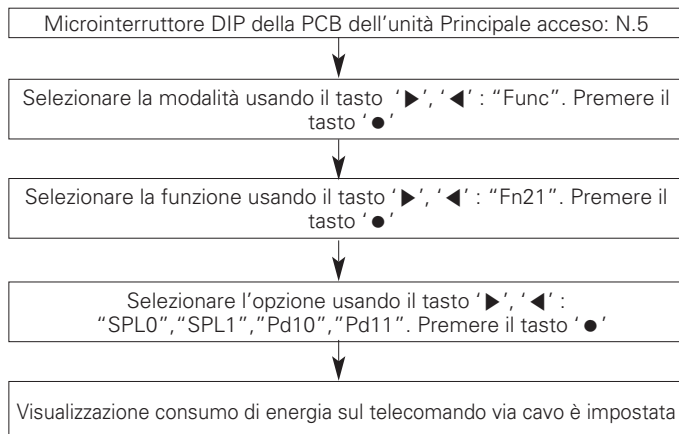 Microinterruttore DIP della PCB dell'unità Principale acceso: N.5
Selezionare la modalità usando il tasto '▶', '◀' : "Func". Premere il
tasto '●'
Selezionare la funzione usando il tasto '▶', '◀' : "Fn21". Premere il
tasto '●'
Selezionare l'opzione usando il tasto '▶', '◀' :
"SPL0","SPL1","Pd10","Pd11". Premere il tasto '●'
Visualizzazione consumo di energia sul telecomando via cavo è impostata